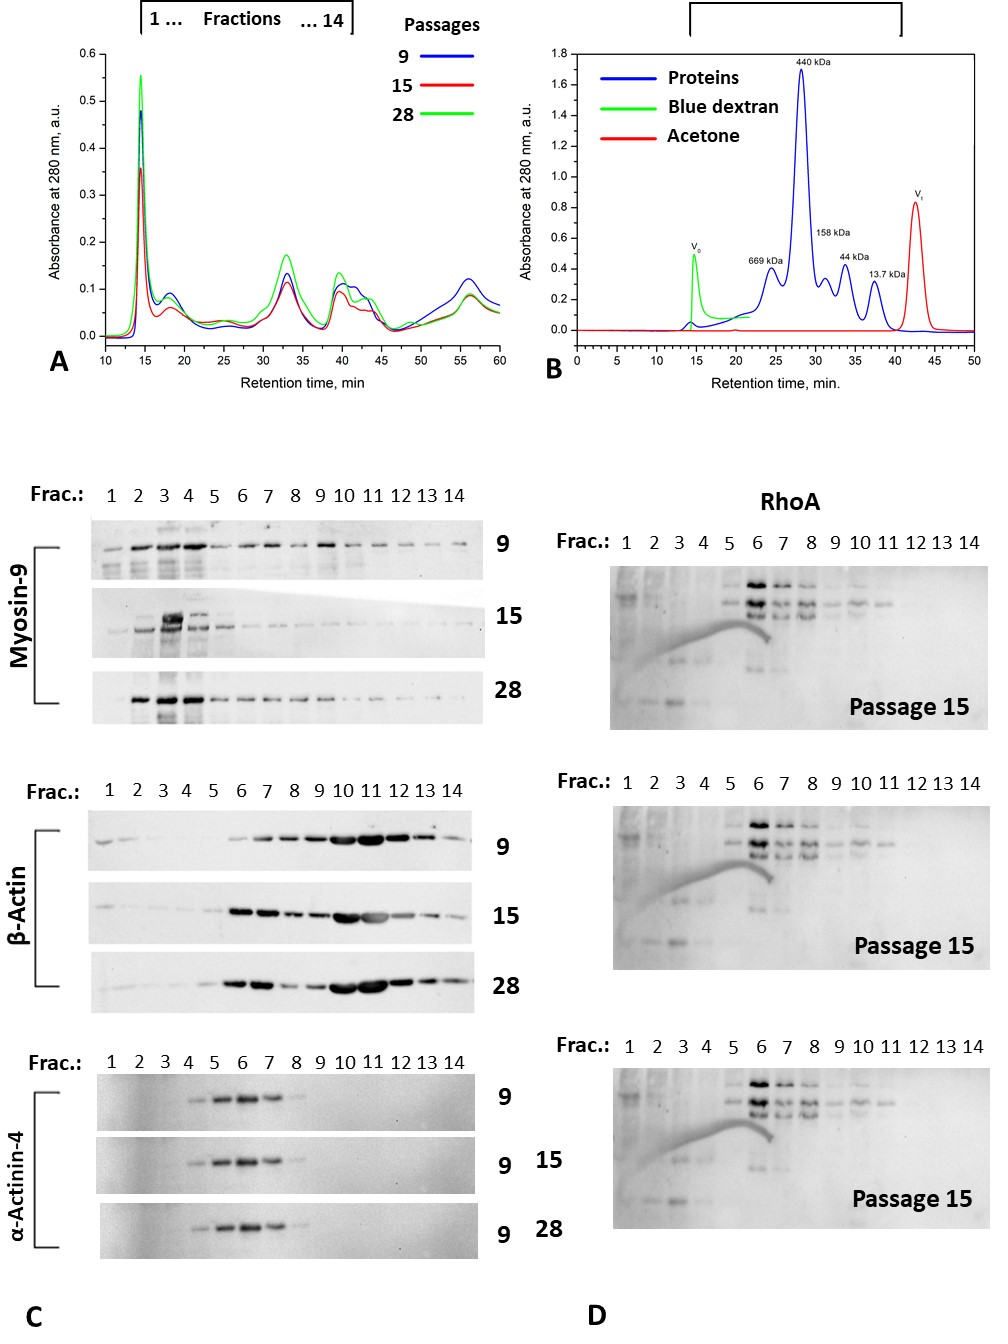 1 ... Fractions ... 14
Passages
9
15
28
0.6
0.5
0.4
0.3
0.2
0.1
0.0
Absorbance at 280 nm, a.u.
10 15 20 25 30 35 40 45 50 55 60
Retention time, min
A
1.8
1.6
1.4
1.2
1.0
0.8
0.6
0.4
0.2
0.0
Absorbance at 280 nm, a.u.
Proteins
Blue dextran
Acetone
440 kDa
V0
669 kDa
158 kDa
44 kDa
13.7 kDa
Vt
0 5 10 15 20 25 30 35 40 45 50
Retention time, min.
B
Frac.: 1 2 3 4 5 6 7 8 9 10 11 12 13 14
Myosin-9
9
15
28
Frac.: 1 2 3 4 5 6 7 8 9 10 11 12 13 14
β-Actin
9
15
28
Frac.: 1 2 3 4 5 6 7 8 9 10 11 12 13 14
α-Actinin-4
9
9 15
9 28
C
RhoA
Frac.: 1 2 3 4 5 6 7 8 9 10 11 12 13 14
Passage 15
Frac.: 1 2 3 4 5 6 7 8 9 10 11 12 13 14
Passage 15
Frac.: 1 2 3 4 5 6 7 8 9 10 11 12 13 14
Passage 15
D